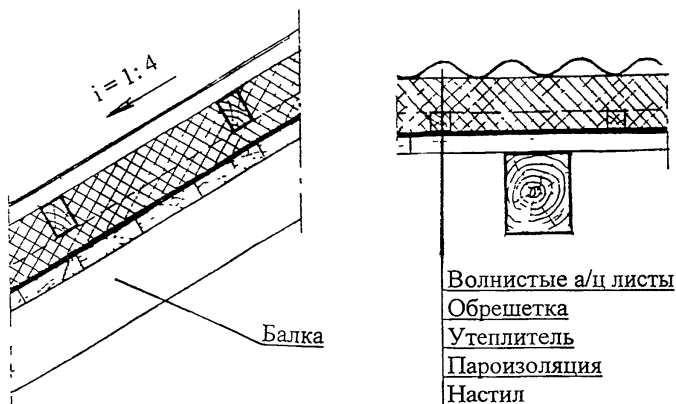 i = 1: 4
Балка
Волнистые а/ц листы
Обрешетка
Утеплитель
Пароизоляция
Настил